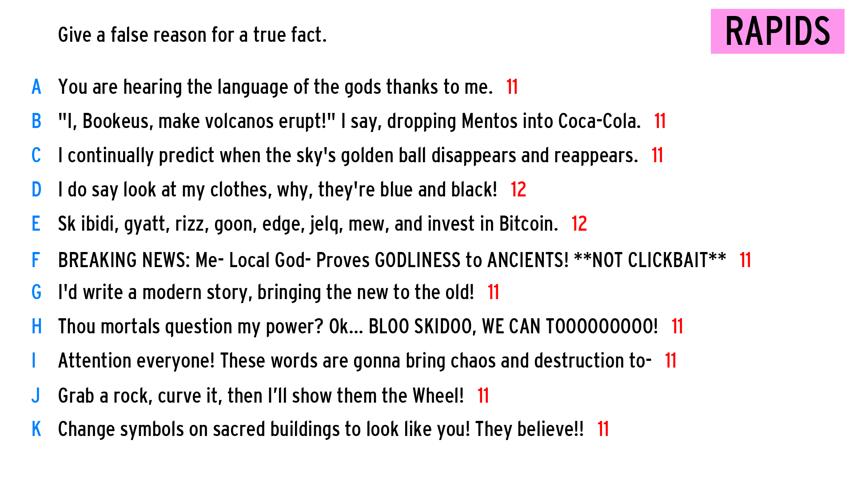 Give a false reason for a true fact.
RAPIDS
A You are hearing the language of the gods thanks to me. 11
B "I, Bookeus, make volcanos erupt!" I say, dropping Mentos into Coca-Cola. 11
C I continually predict when the sky's golden ball disappears and reappears. 11
D I do say look at my clothes, why, they're blue and black! 12
E Sk ibidi, gyatt, rizz, goon, edge, jelq, mew, and invest in Bitcoin. 12
F BREAKING NEWS: Me- Local God- Proves GODLINESS to ANCIENTS! **NOT CLICKBAIT** 11
G I'd write a modern story, bringing the new to the old! 11
H Thou mortals question my power? Ok... BLOO SKIDOO, WE CAN TOOOOOOOOO! 11
I Attention everyone! These words are gonna bring chaos and destruction to- 11
J Grab a rock, curve it, then I’ll show them the Wheel! 11
K Change symbols on sacred buildings to look like you! They believe!! 11